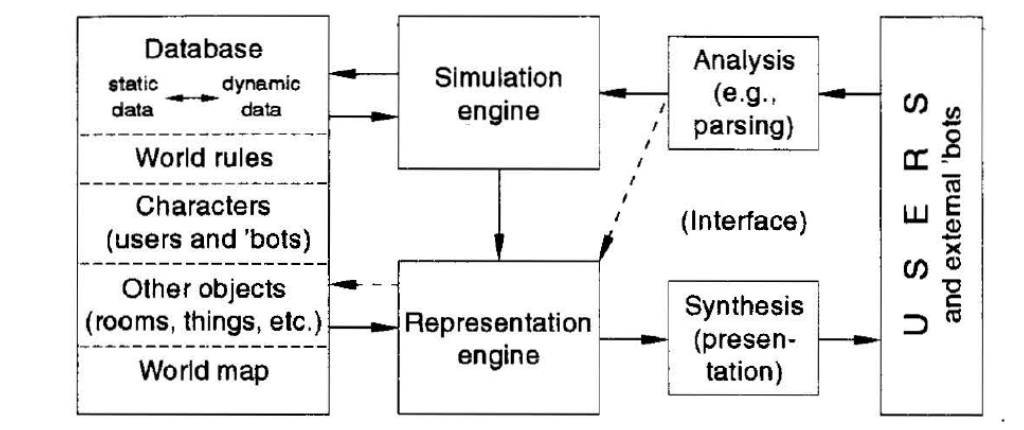 Database
static dynamic
data data
World rules
Characters
(users and 'bots)
Other objects
(rooms, things, etc.)
World map
Simulation
engine
Representation
engine
Analysis
(e.g.,
parsing)
(Interface)
Synthesis
(presen-
tation)
USERS
and external 'bots